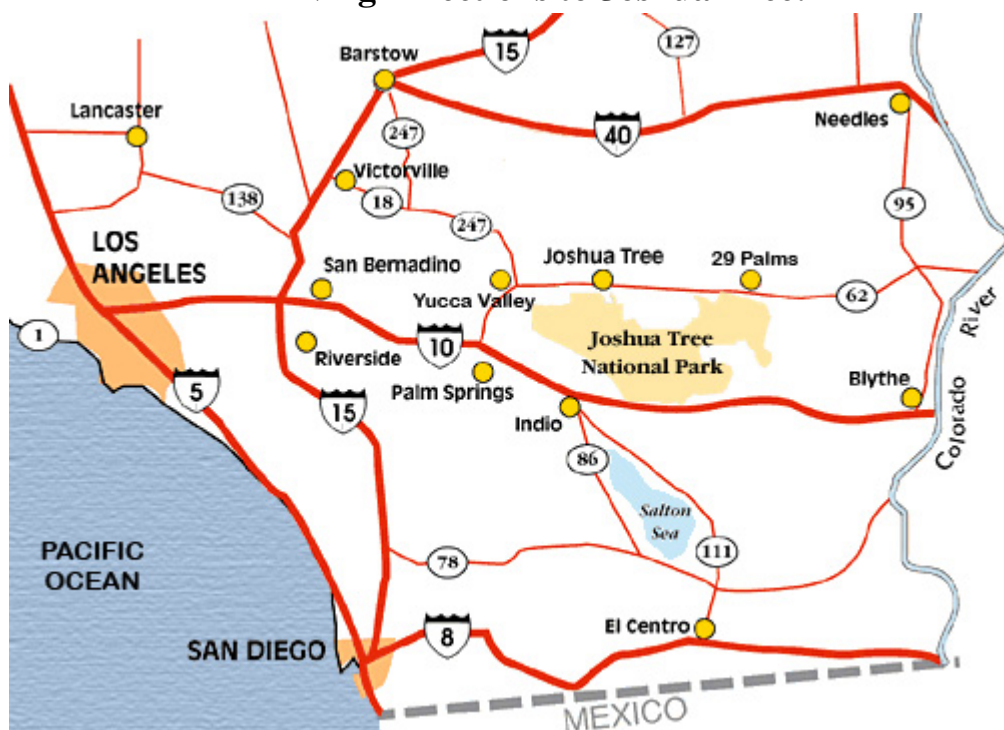 15
127
Barstow
Lancaster
247
40
Needles
Victorville
138
18
247
95
LOS
ANGELES
San Bernadino
Joshua Tree
29 Palms
Yucca Valley
62
1
Riverside
10
Joshua Tree
National Park
Colorado River
5
15
Palm Springs
Blythe
Indio
86
Salton
Sea
PACIFIC
OCEAN
78
111
SAN DIEGO
8
El Centro
MEXICO